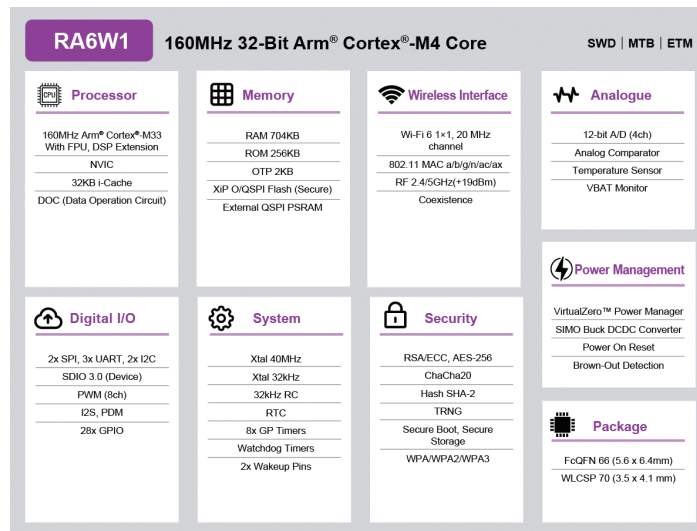 RA6W1
160MHz 32-Bit Arm® Cortex®-M4 Core
SWD | MTB | ETM
CPU
Processor
160MHz Arm® Cortex®-M33
With FPU, DSP Extension
NVIC
32KB i-Cache
DOC (Data Operation Circuit)
Memory
RAM 704KB
ROM 256KB
OTP 2KB
XiP O/QSPI Flash (Secure)
External QSPI PSRAM
Wireless Interface
Wi-Fi 6 1×1, 20 MHz
channel
802.11 MAC a/b/g/n/ac/ax
RF 2.4/5GHz(+19dBm)
Coexistence
Analogue
12-bit A/D (4ch)
Analog Comparator
Temperature Sensor
VBAT Monitor
Power Management
VirtualZero™ Power Manager
SIMO Buck DCDC Converter
Power On Reset
Brown-Out Detection
Digital I/O
2x SPI, 3x UART, 2x I2C
SDIO 3.0 (Device)
PWM (8ch)
I2S, PDM
28x GPIO
System
Xtal 40MHz
Xtal 32kHz
32kHz RC
RTC
8x GP Timers
Watchdog Timers
2x Wakeup Pins
Security
RSA/ECC, AES-256
ChaCha20
Hash SHA-2
TRNG
Secure Boot, Secure
Storage
WPA/WPA2/WPA3
Package
FcQFN 66 (5.6 x 6.4mm)
WLCSP 70 (3.5 x 4.1 mm)